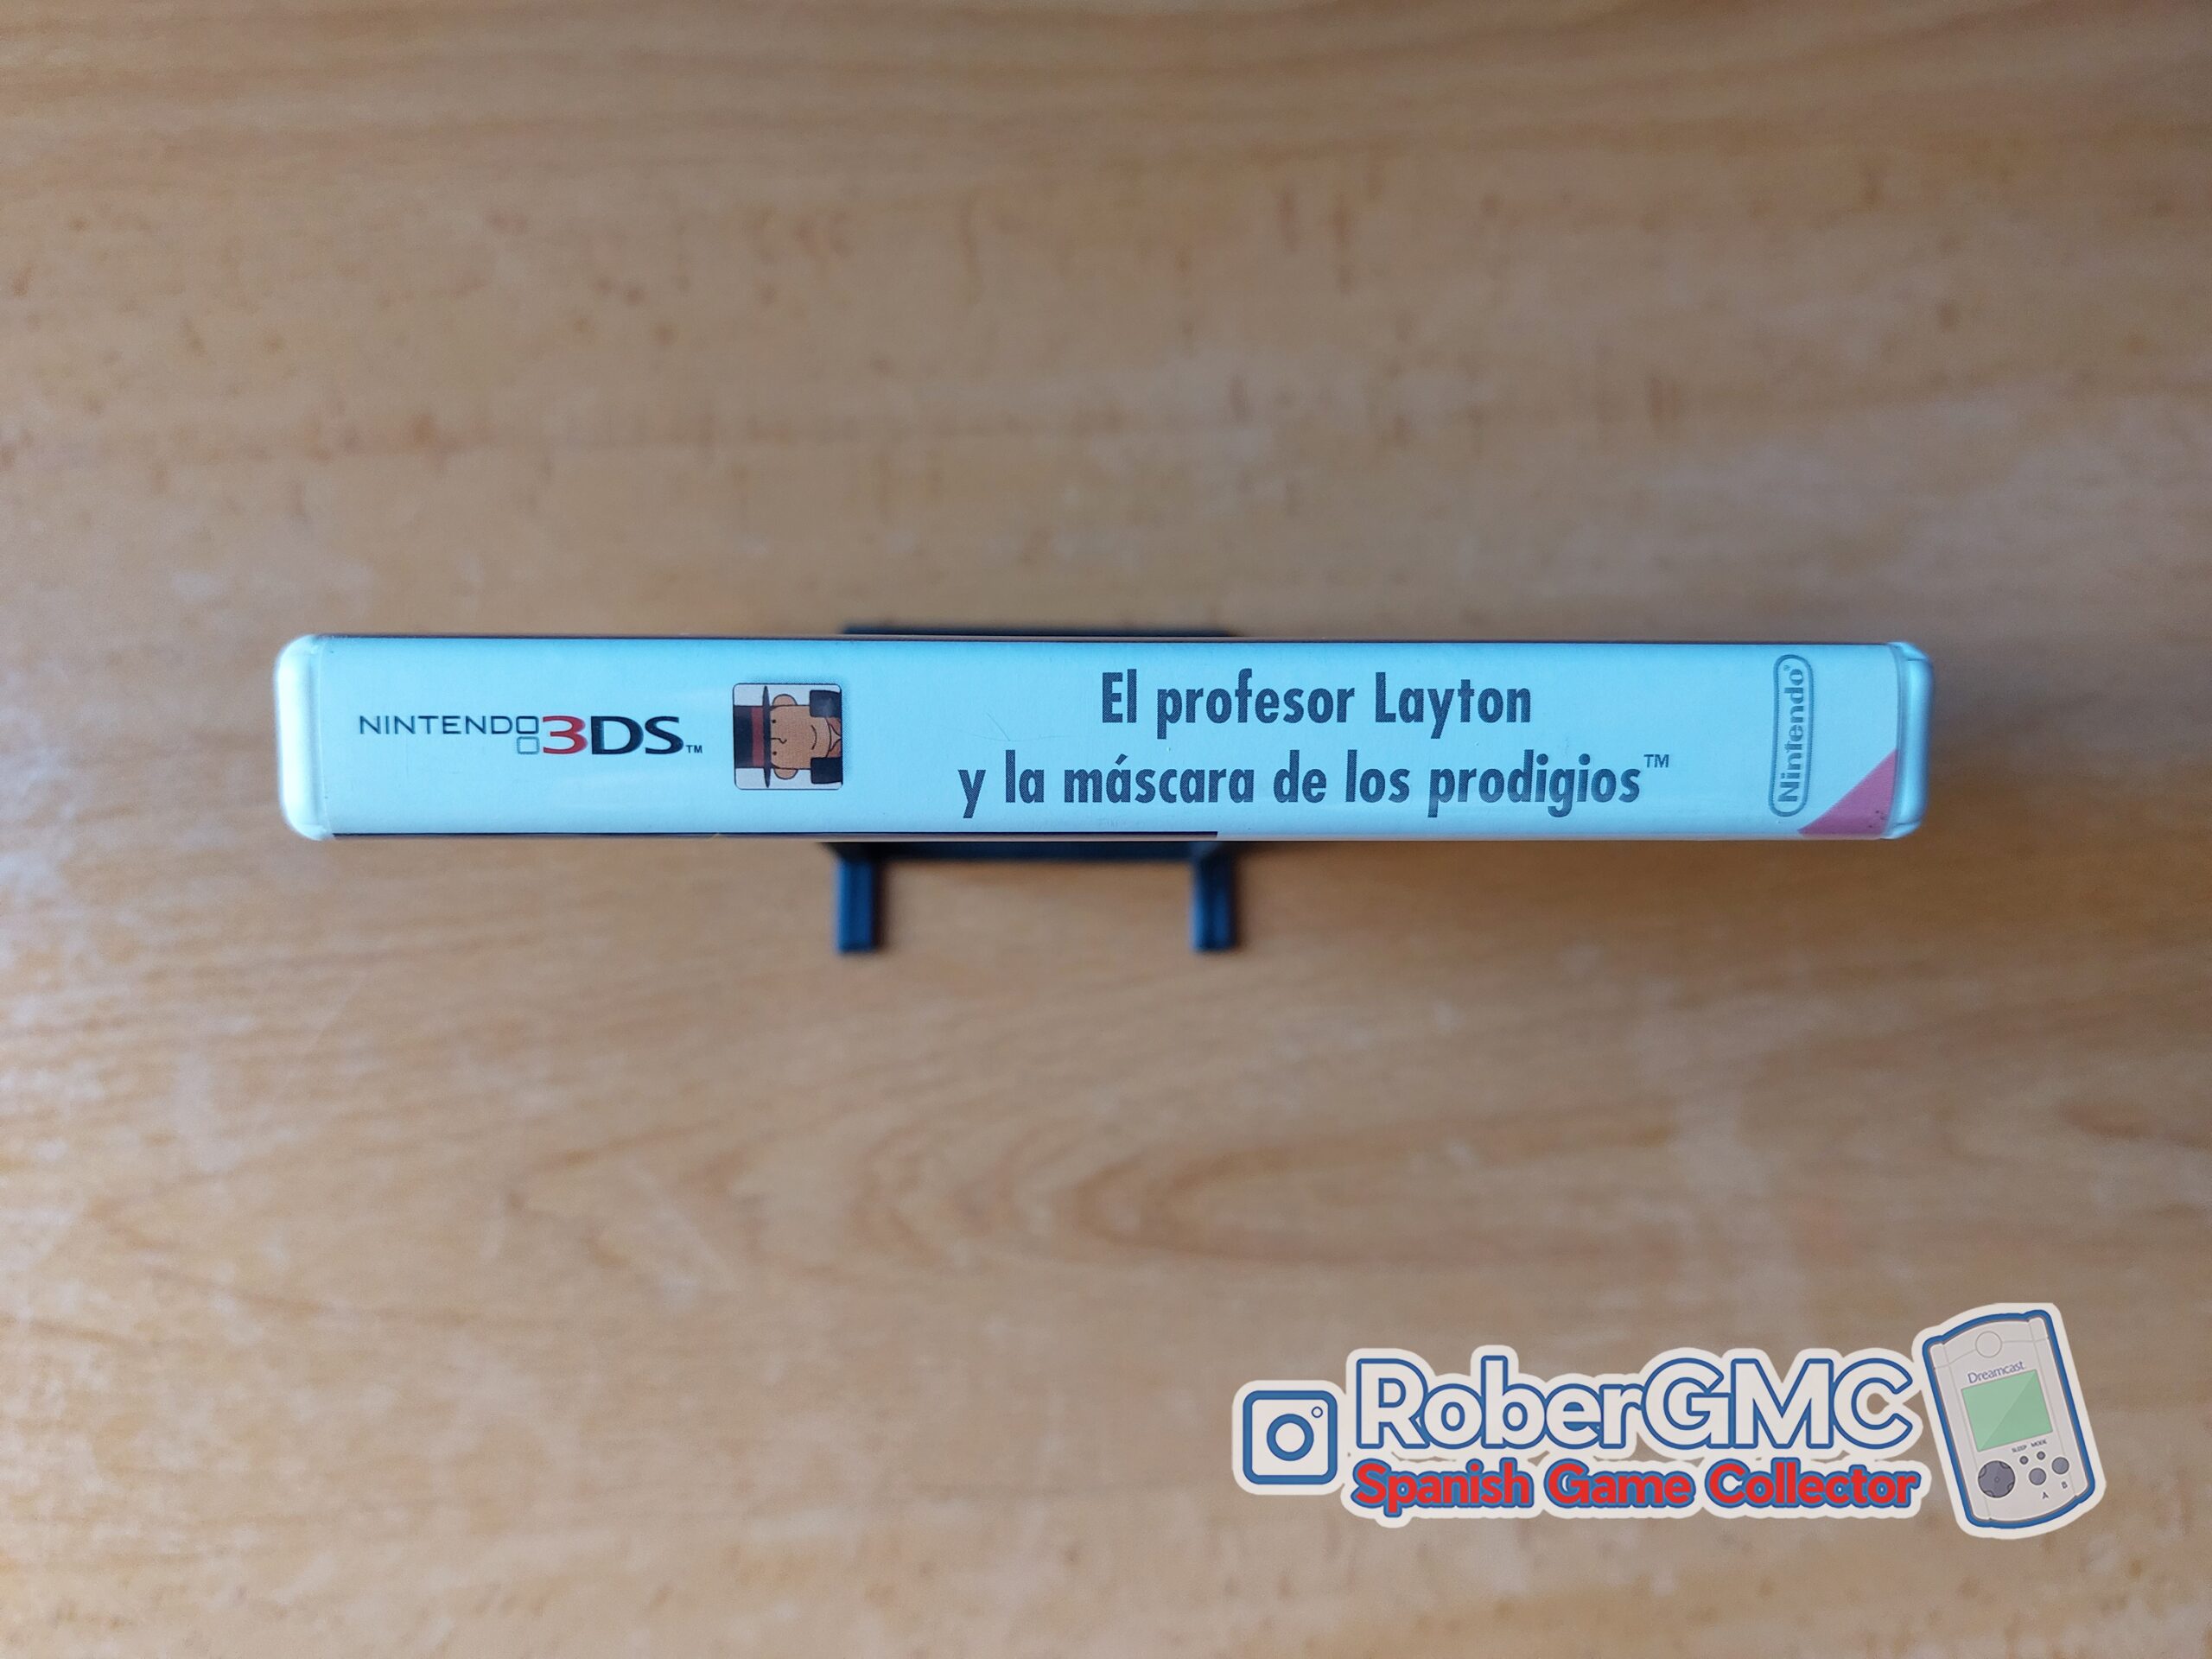 NINTENDO 3DS™
El profesor Layton
y la máscara de los prodigios™
Nintendo®
RoberGMC
Spanish Game Collector
Dreamcast
SLEEP MODE
A B